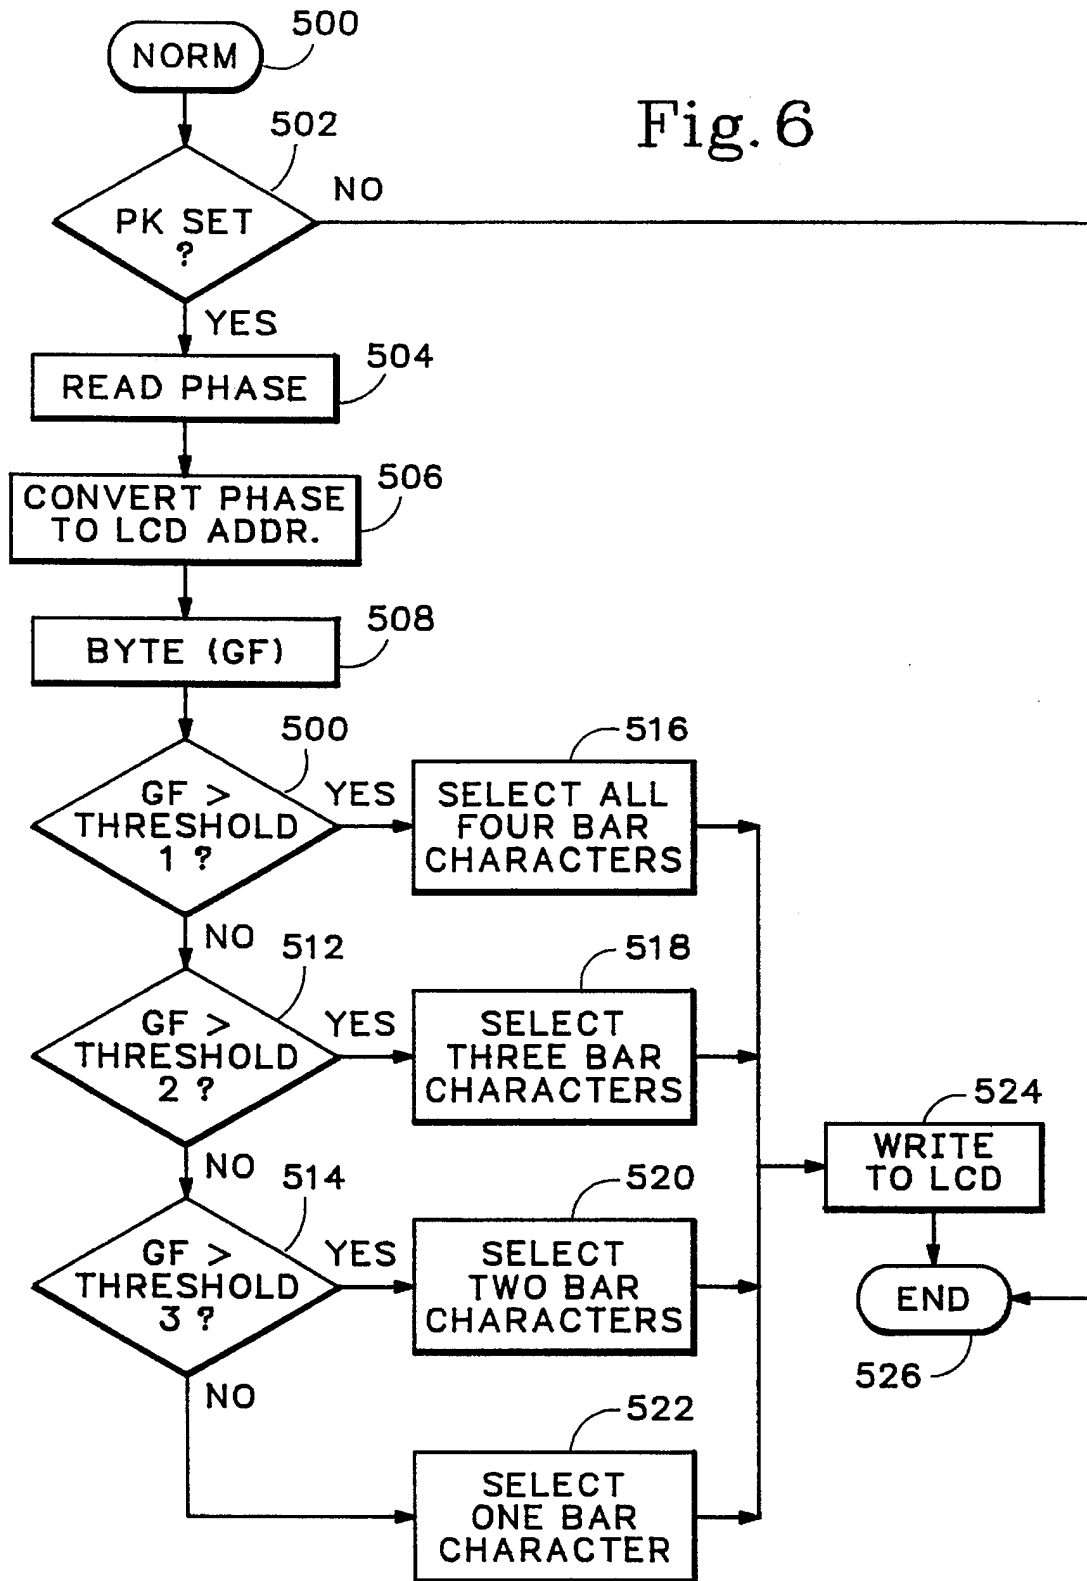 500
NORM
Fig. 6
502
NO
PK SET
?
YES
504
READ PHASE
506
CONVERT PHASE
TO LCD ADDR.
508
BYTE (GF)
500
516
GF >
THRESHOLD
1 ?
YES
SELECT ALL
FOUR BAR
CHARACTERS
NO
512
518
GF >
THRESHOLD
2 ?
YES
SELECT
THREE BAR
CHARACTERS
524
WRITE
TO LCD
NO
514
520
GF >
THRESHOLD
3 ?
YES
SELECT
TWO BAR
CHARACTERS
END
526
NO
522
SELECT
ONE BAR
CHARACTER